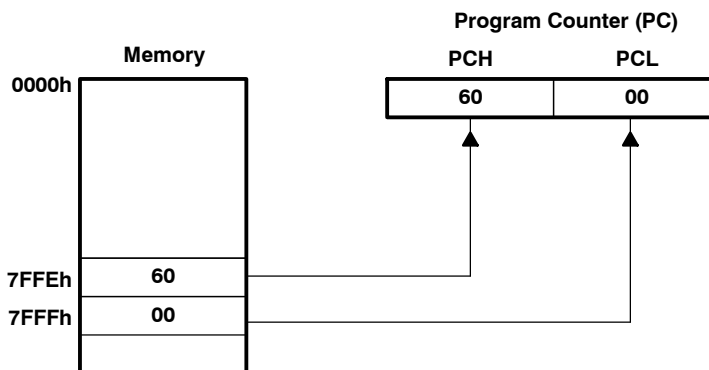 Program Counter (PC)
Memory
PCH
PCL
0000h
60
00
7FFEh
60
7FFFh
00